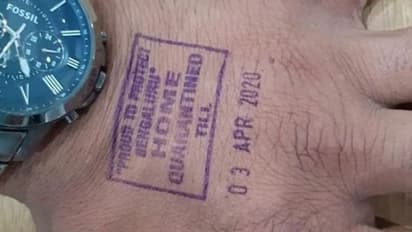 FOSSIL
"PROUD TO PROTECT
BENGALURU"
HOME
QUARANTINED
TILL
03 APR 2020